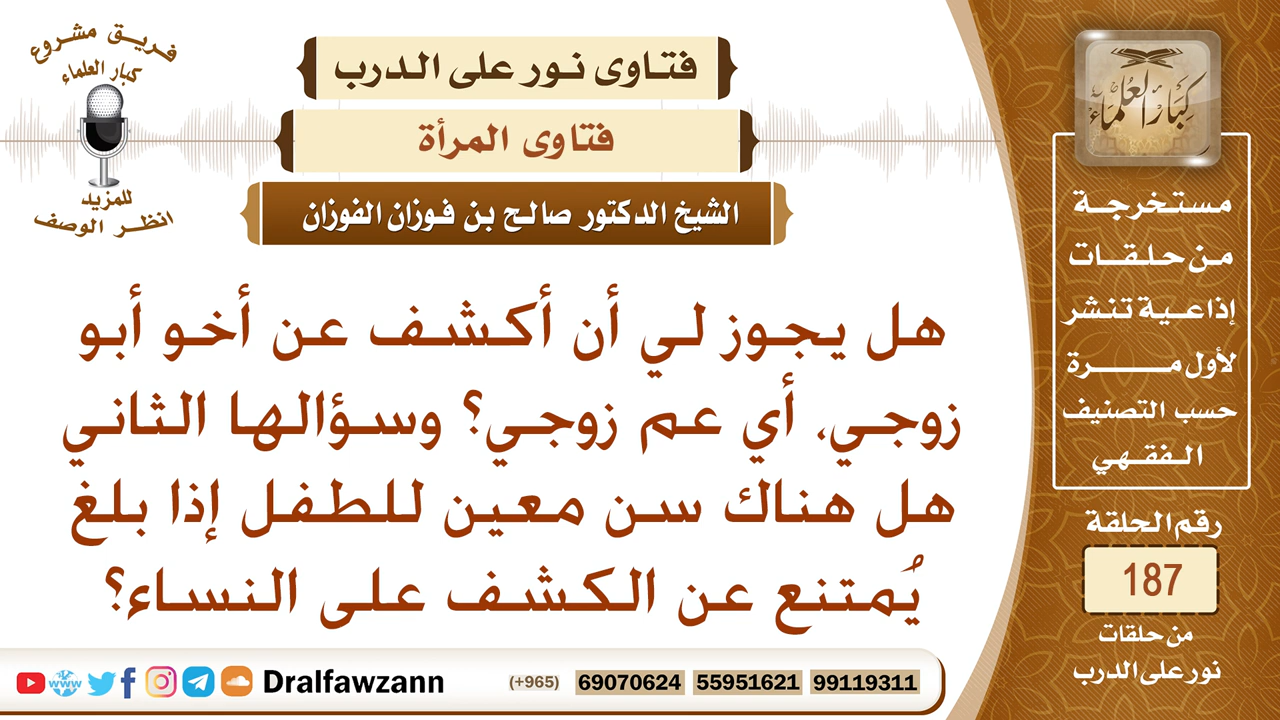 فريق مشروع
كبار العلماء
للمزيد
انظر الوصف
فتاوى نور على الدرب
فتاوى المرأة
الشيخ الدكتور صالح بن فوزان الفوزان
هل يجوز لي أن أكشف عن أخو أبو
زوجي، أي عم زوجي؟ وسؤالها الثاني
هل هناك سن معين للطفل إذا بلغ
يُمتنع عن الكشف على النساء؟
كبار العلماء
مستخرجة
من حلقات
إذاعية تنشر
لأول مرة
حسب التصنيف
الفقهي
رقم الحلقة
187
من حلقات
نور على الدرب
www Dralfawzann (+965) 69070624 55951621 99119311